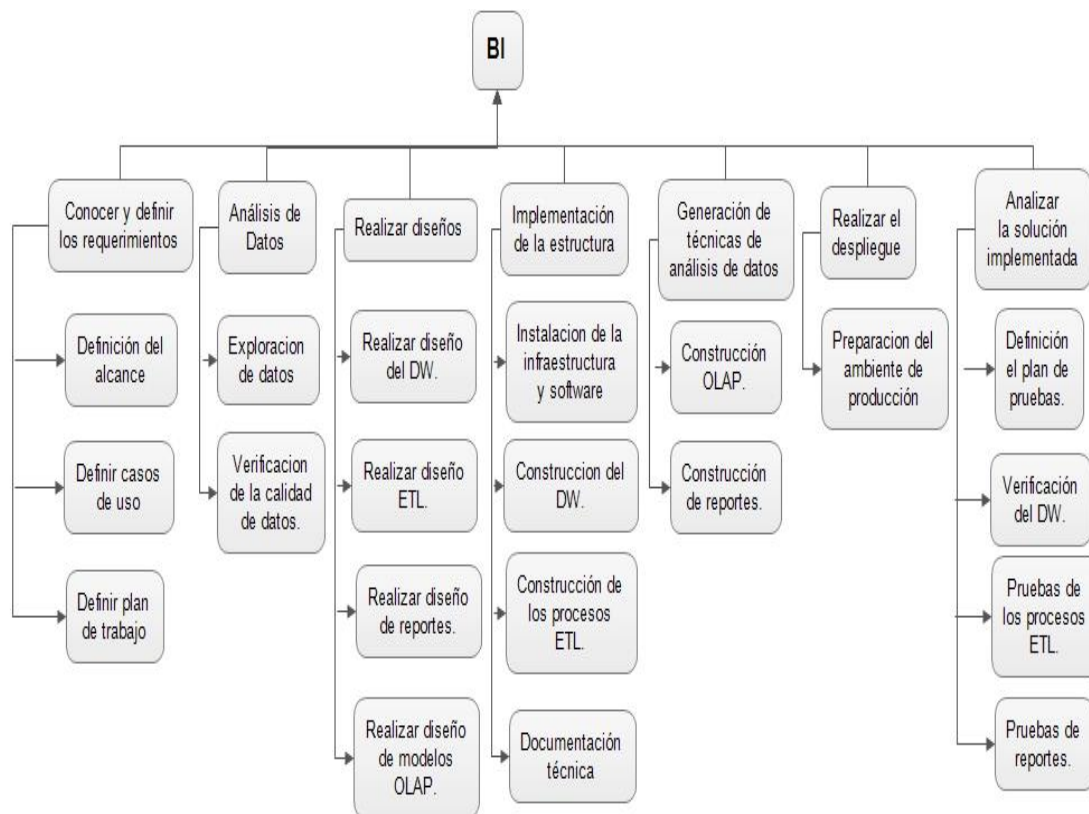 BI
Conocer y definir
los requerimientos
Definición del
alcance
Definir casos
de uso
Definir plan
de trabajo
Análisis de
Datos
Exploracion
de datos
Verificacion
de la calidad
de datos.
Realizar diseños
Realizar diseño
del DW.
Realizar diseño
ETL.
Realizar diseño
de reportes.
Realizar diseño
de modelos
OLAP.
Implementación
de la estructura
Instalacion de la
infraestructura
y software
Construccion del
DW.
Construcción de
los procesos
ETL.
Documentación
técnica
Generación de
técnicas de
análisis de datos
Construcción
OLAP.
Construcción
de reportes.
Realizar el
despliegue
Preparacion del
ambiente de
producción
Analizar
la solución
implementada
Definición
el plan de
pruebas.
Verificación
del DW.
Pruebas de
los procesos
ETL.
Pruebas de
reportes.